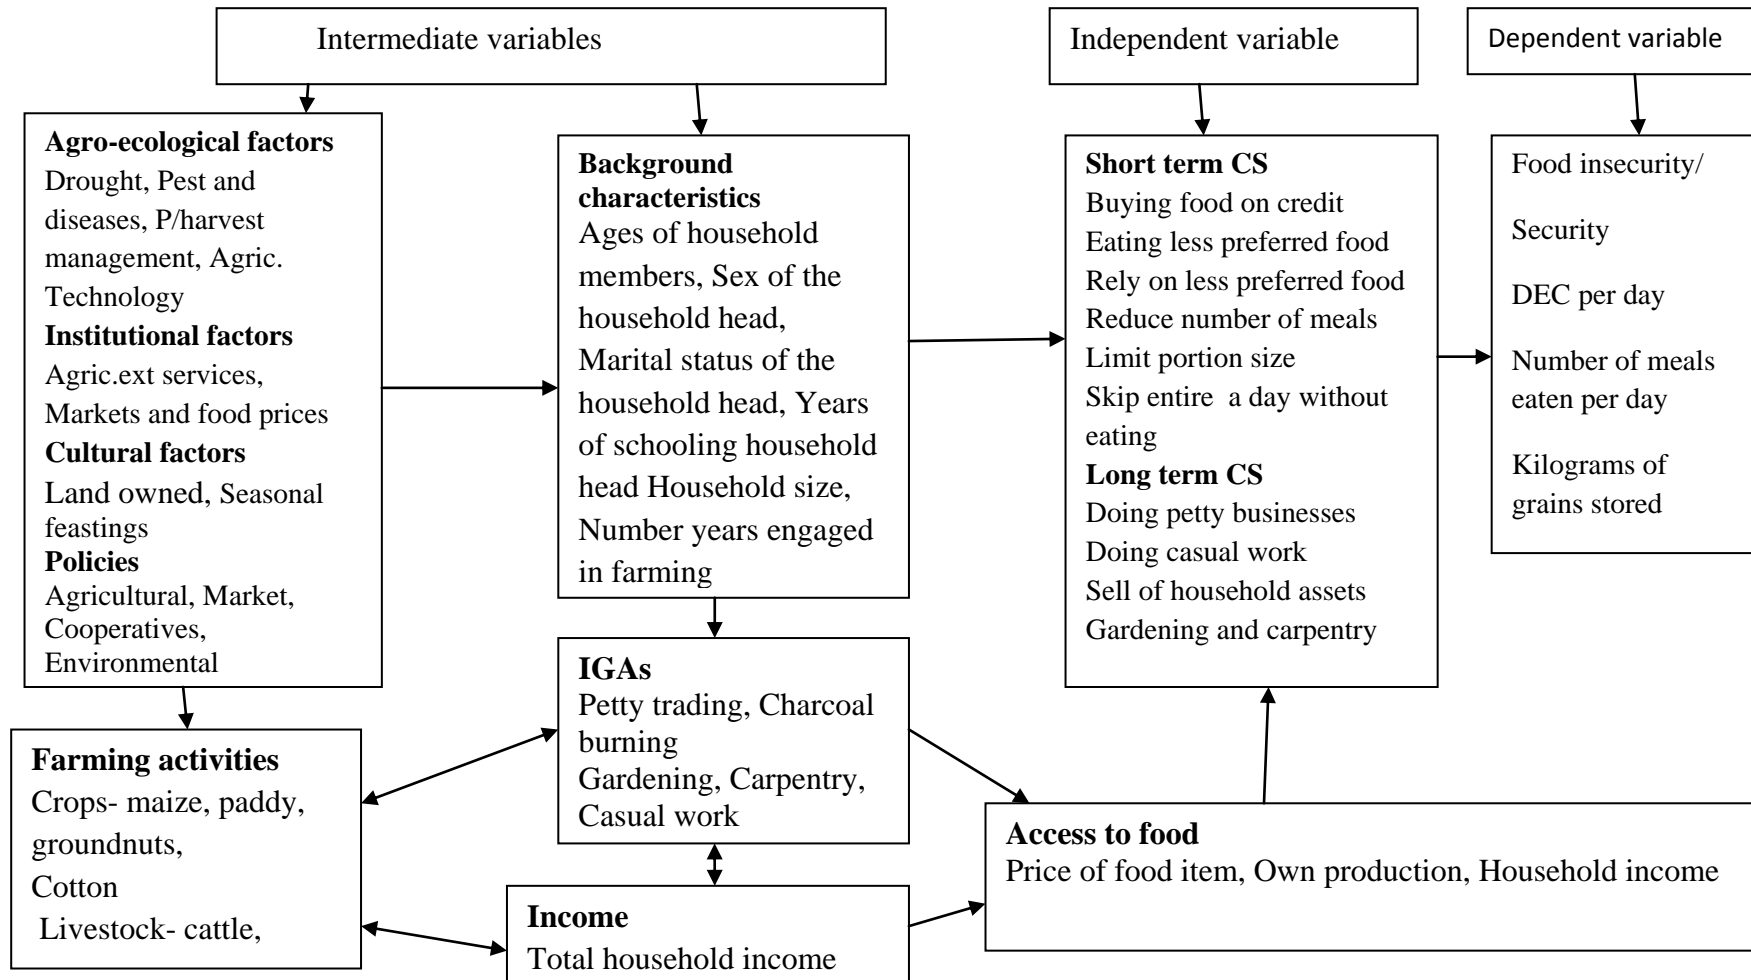 Intermediate variables
Independent variable
Dependent variable
Agro-ecological factors
Drought, Pest and
diseases, P/harvest
management, Agric.
Technology
Institutional factors
Agric.ext services,
Markets and food prices
Cultural factors
Land owned, Seasonal
feastings
Policies
Agricultural, Market,
Cooperatives,
Environmental
Background
characteristics
Ages of household
members, Sex of the
household head,
Marital status of the
household head, Years
of schooling household
head Household size,
Number years engaged
in farming
Short term CS
Buying food on credit
Eating less preferred food
Rely on less preferred food
Reduce number of meals
Limit portion size
Skip entire a day without
eating
Long term CS
Doing petty businesses
Doing casual work
Sell of household assets
Gardening and carpentry
Food insecurity/
Security
DEC per day
Number of meals
eaten per day
Kilograms of
grains stored
Farming activities
Crops- maize, paddy,
groundnuts,
Cotton
Livestock- cattle,
IGAs
Petty trading, Charcoal
burning
Gardening, Carpentry,
Casual work
Income
Total household income
Access to food
Price of food item, Own production, Household income